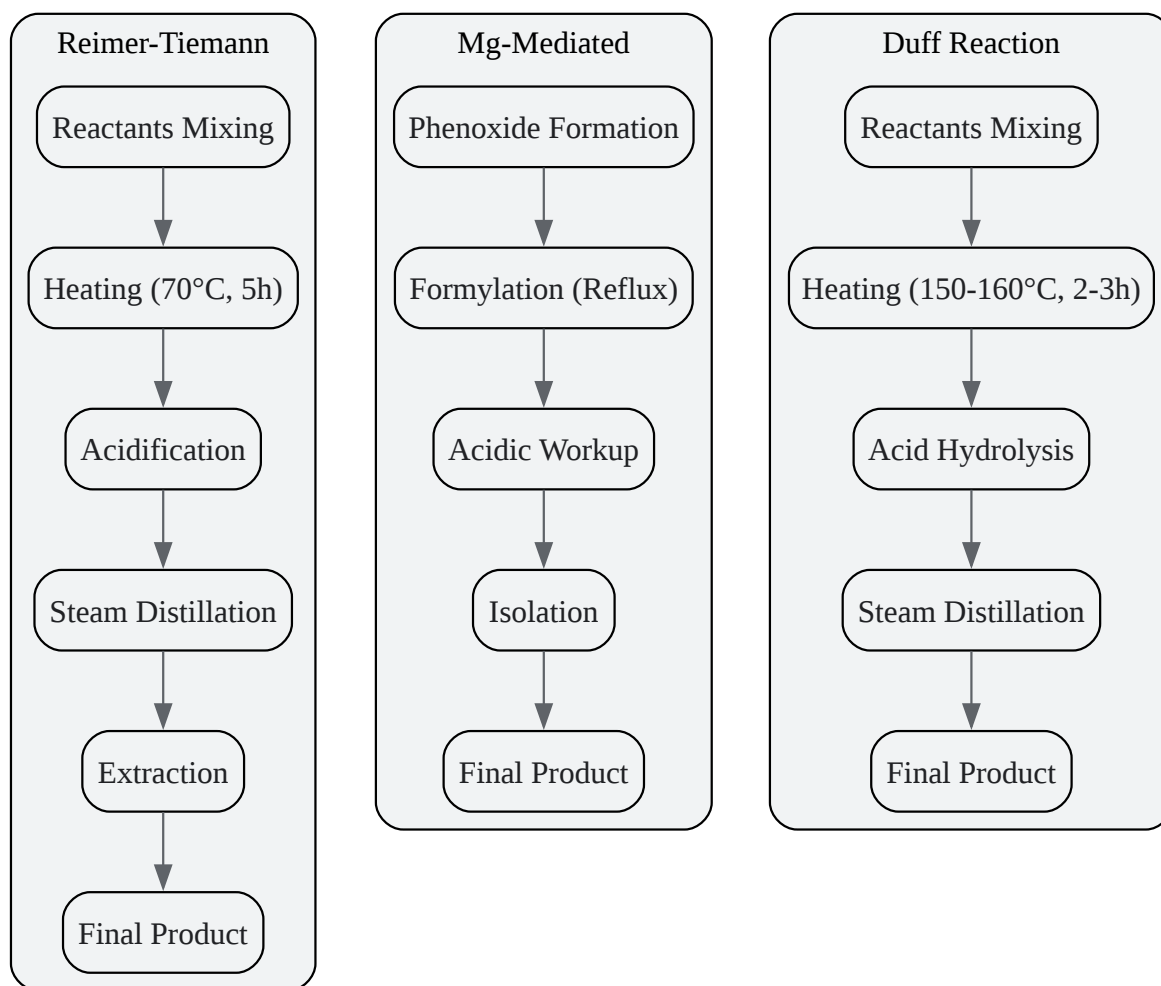 Reimer-Tiemann
Reactants Mixing
Heating (70°C, 5h)
Acidification
Steam Distillation
Extraction
Final Product
Mg-Mediated
Phenoxide Formation
Formylation (Reflux)
Acidic Workup
Isolation
Final Product
Duff Reaction
Reactants Mixing
Heating (150-160°C, 2-3h)
Acid Hydrolysis
Steam Distillation
Final Product